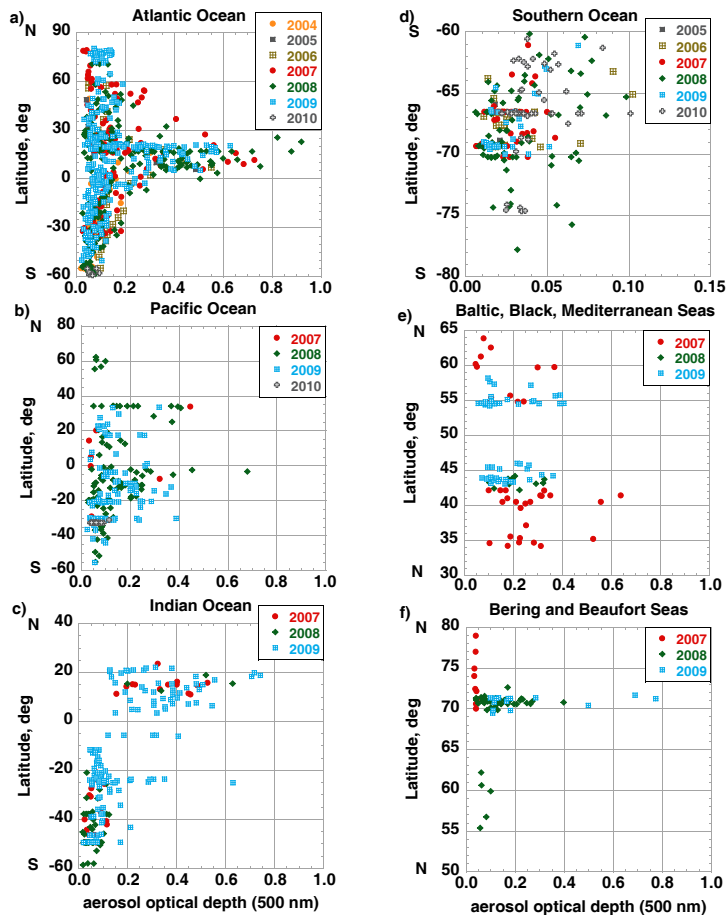 a) N Atlantic Ocean
90
60
30
0
-30
-60
S
Latitude, deg
2004
2005
2006
2007
2008
2009
2010
0.0 0.2 0.4 0.6 0.8 1.0
d) N Southern Ocean
-60
-65
-70
-75
-80
S
Latitude, deg
2005
2006
2007
2008
2009
2010
0.00 0.05 0.10 0.15
b) N Pacific Ocean
80
60
40
20
0
-20
-40
-60
S
Latitude, deg
2007
2008
2009
2010
0.0 0.2 0.4 0.6 0.8 1.0
e) N Baltic, Black, Mediterranean Seas
65
60
55
50
45
40
35
30
N
Latitude, deg
2007
2008
2009
0.0 0.2 0.4 0.6 0.8 1.0
c) N Indian Ocean
40
20
0
-20
-40
-60
S
Latitude, deg
2007
2008
2009
0.0 0.2 0.4 0.6 0.8 1.0
aerosol optical depth (500 nm)
f) N Bering and Beaufort Seas
80
70
60
50
N
Latitude, deg
2007
2008
2009
0.0 0.2 0.4 0.6 0.8 1.0
aerosol optical depth (500 nm)